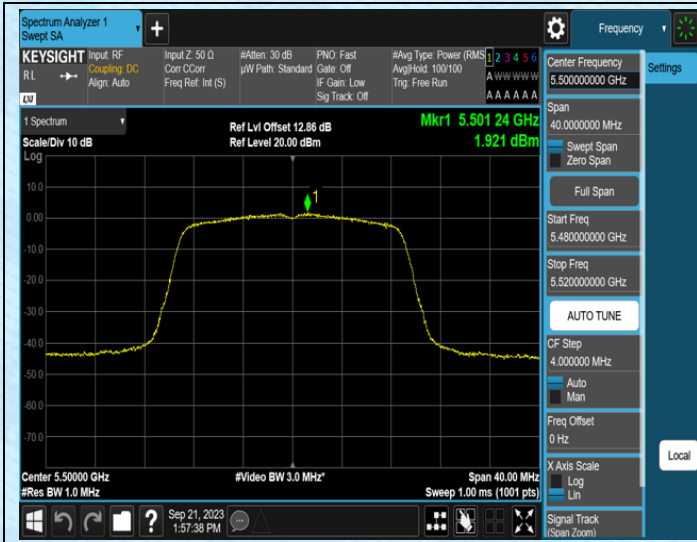 Spectrum Analyzer 1
Swept SA
Frequency
KEYSIGHT
Input: RF
Coupling: DC
Align: Auto
Input Z: 50 Ω
Corr CCorr
Freq Ref: Int (S)
#Atten: 30 dB
µW Path: Standard
PNO: Fast
Gate: Off
IF Gain: Low
Sig Track: Off
#Avg Type: Power (RMS
Avg|Hold: 100/100
Trig: Free Run
1 2 3 4 5 6
A W W W W W
A A A A A A
RL
LXI
1 Spectrum
Scale/Div 10 dB
Log
Ref Lvl Offset 12.86 dB
Ref Level 20.00 dBm
Mkr1 5.501 24 GHz
1.921 dBm
1
10.0
0.00
-10.0
-20.0
-30.0
-40.0
-50.0
-60.0
-70.0
Center 5.50000 GHz
#Res BW 1.0 MHz
#Video BW 3.0 MHz*
Span 40.00 MHz
Sweep 1.00 ms (1001 pts)
Sep 21, 2023
1:57:38 PM
?
Center Frequency
5.500000000 GHz
Span
40.0000000 MHz
Swept Span
Zero Span
Full Span
Start Freq
5.480000000 GHz
Stop Freq
5.520000000 GHz
AUTO TUNE
CF Step
4.000000 MHz
Auto
Man
Freq Offset
0 Hz
X Axis Scale
Log
Lin
Signal Track
(Span Zoom)
Settings
Local